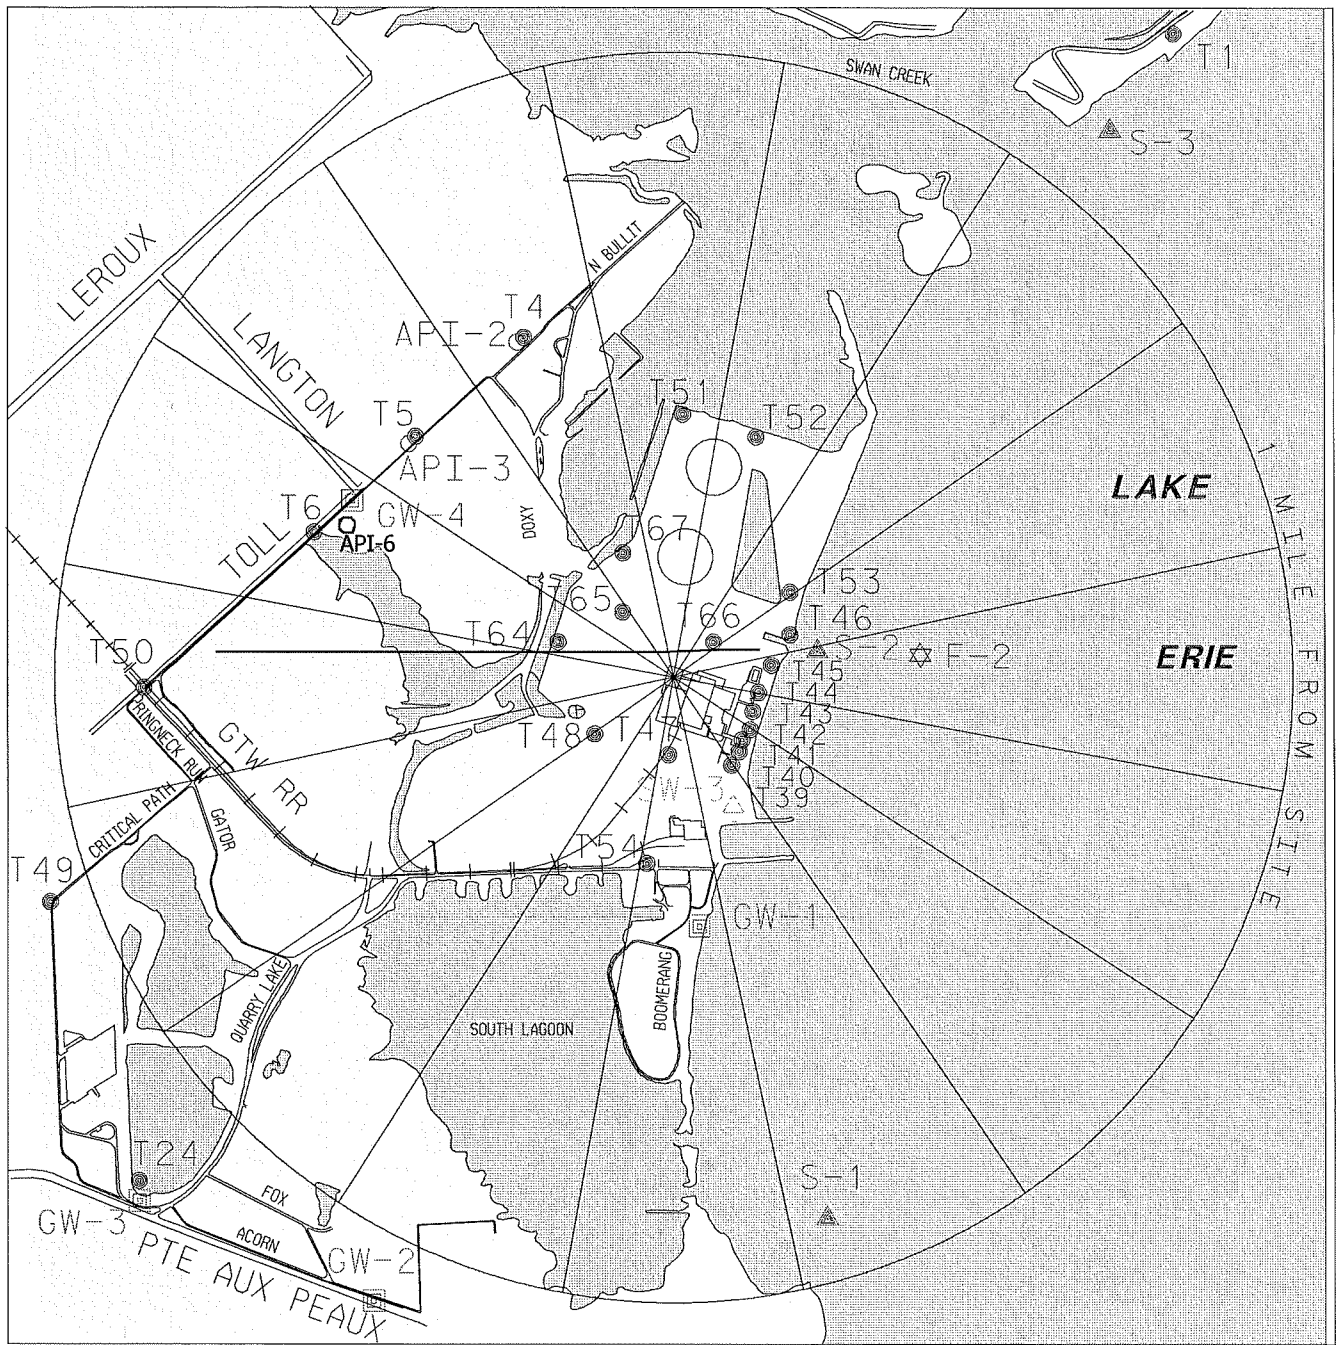 SWAN CREEK
T1
S-3
LEROUX
N BULLIT
LANGTON
T4
API-2
T5
API-3
T51
T52
LAKE
1 MILE FROM SITE
T6
GW-4
API-6
TOLL
DOXY
T67
T53
T65
T66
T46
T64
S-2
F-2
ERIE
T50
T45
T44
T43
RINGNECK RUN
GTW RR
T48
T42
T41
T40
T39
SW-3
CRITICAL PATH
GATOR
T54
T49
GW-1
QUARRY LAKE
BOOMERANG
SOUTH LAGOON
T24
S-1
FOX
GW-3
ACORN
GW-2
PTE AUX PEAUX